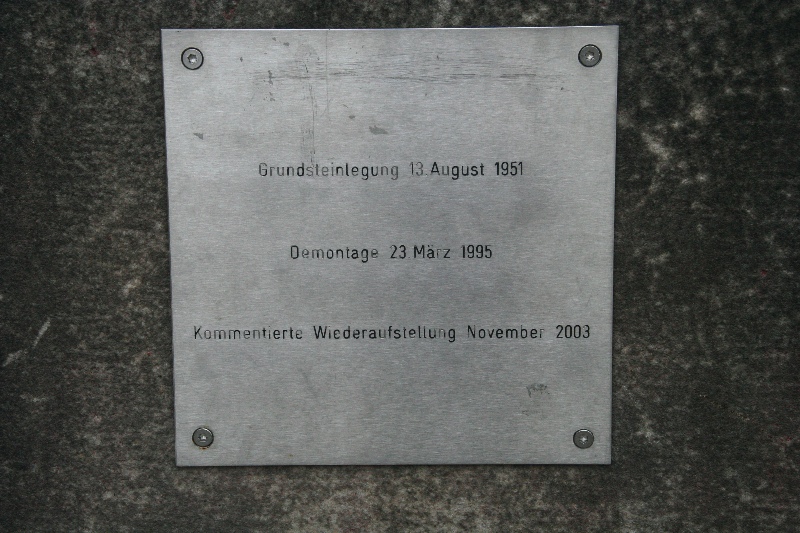 Grundsteinlegung 13.August 1951
Demontage 23 März 1995
Kommentierte Wiederaufstellung November 2003